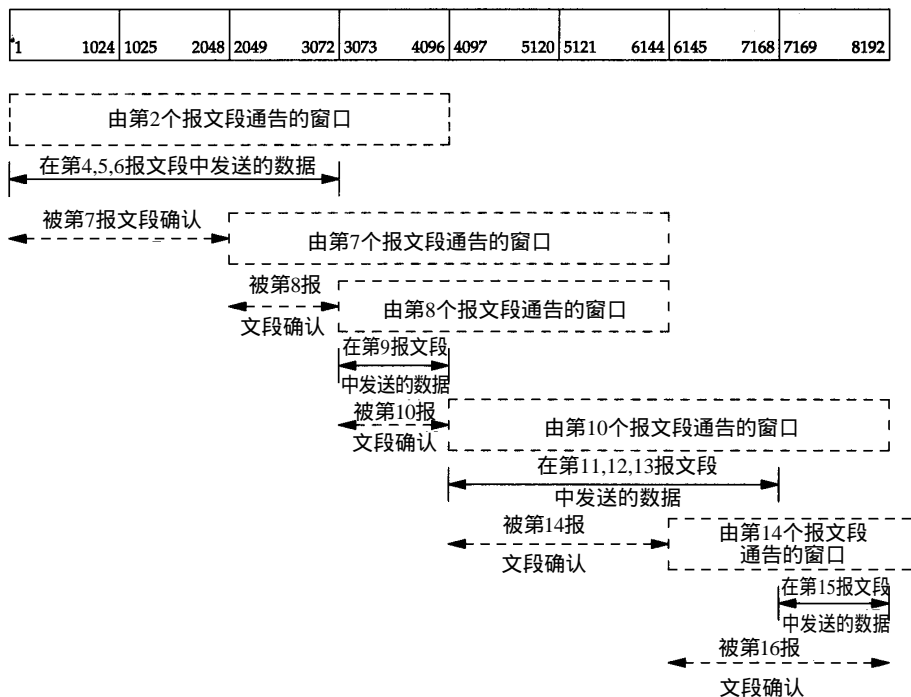 1 1024 1025 2048 2049 3072 3073 4096 4097 5120 5121 6144 6145 7168 7169 8192
由第2个报文段通告的窗口
在第4,5,6报文段中发送的数据
被第7报文段确认
由第7个报文段通告的窗口
被第8报
文段确认
由第8个报文段通告的窗口
在第9报文段
中发送的数据
被第10报
文段确认
由第10个报文段通告的窗口
在第11,12,13报文段
中发送的数据
被第14报
文段确认
由第14个报文段
通告的窗口
在第15报文段
中发送的数据
被第16报
文段确认